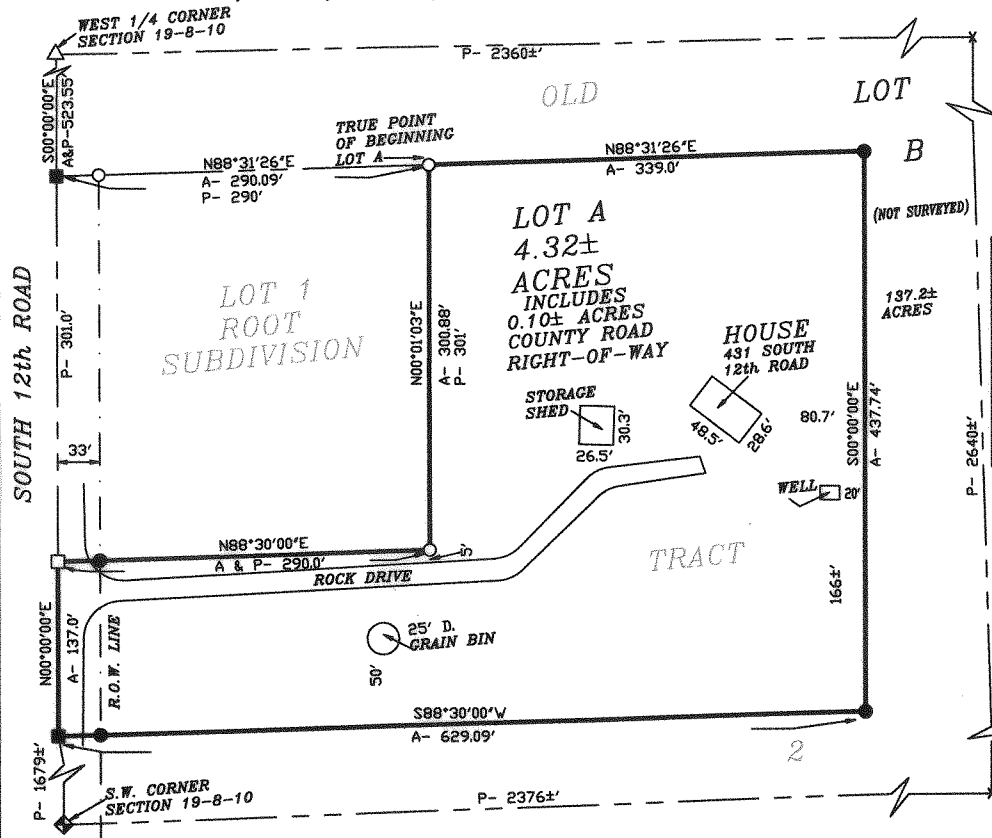 WEST 1/4 CORNER
SECTION 19-8-10
P- 2360±'
OLD
LOT
B
(NOT SURVEYED)
137.2±
ACRES
S00°00'00"E
A&P-523.55'
TRUE POINT
OF BEGINNING
LOT A
N88°31'26"E
A- 290.09'
P- 290'
N88°31'26"E
A- 339.0'
LOT A
4.32±
ACRES
INCLUDES
0.10± ACRES
COUNTY ROAD
RIGHT-OF-WAY
LOT 1
ROOT
SUBDIVISION
SOUTH 12th ROAD
P- 301.0'
N00°01'03"E
A- 300.88'
P- 301'
HOUSE
431 SOUTH
12th ROAD
STORAGE
SHED
30.3'
26.5'
48.5'
28.6'
80.7'
S00°00'00"E
A- 437.74'
P- 2640±'
33'
WELL
20'
N88°30'00"E
A & P- 290.0'
5'
ROCK DRIVE
TRACT
166±'
N00°00'00"E
A- 137.0'
R.O.W. LINE
25' D.
GRAIN BIN
50'
S88°30'00"W
A- 629.09'
2
P- 1679±'
S.W. CORNER
SECTION 19-8-10
P- 2376±'